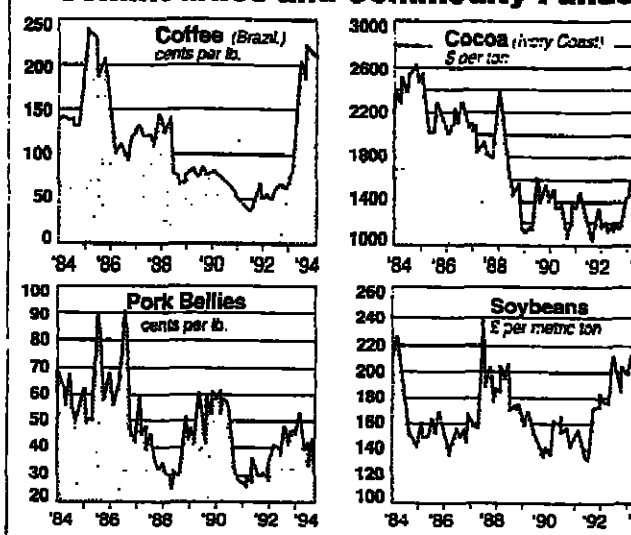 Coffee (Brazil.)
cents per lb.
250
200
150
100
50
0
'84 '86 '88 '90 '92 '94
Cocoa (Ivory Coast)
$ per ton
3000
2600
2200
1800
1400
1000
'84 '86 '88 '90 '92
Pork Bellies
cents per lb.
100
90
80
70
60
50
40
30
20
'84 '86 '88 '90 '92 '94
Soybeans
£ per metric ton
260
240
220
200
180
160
140
120
100
'84 '86 '88 '90 '92